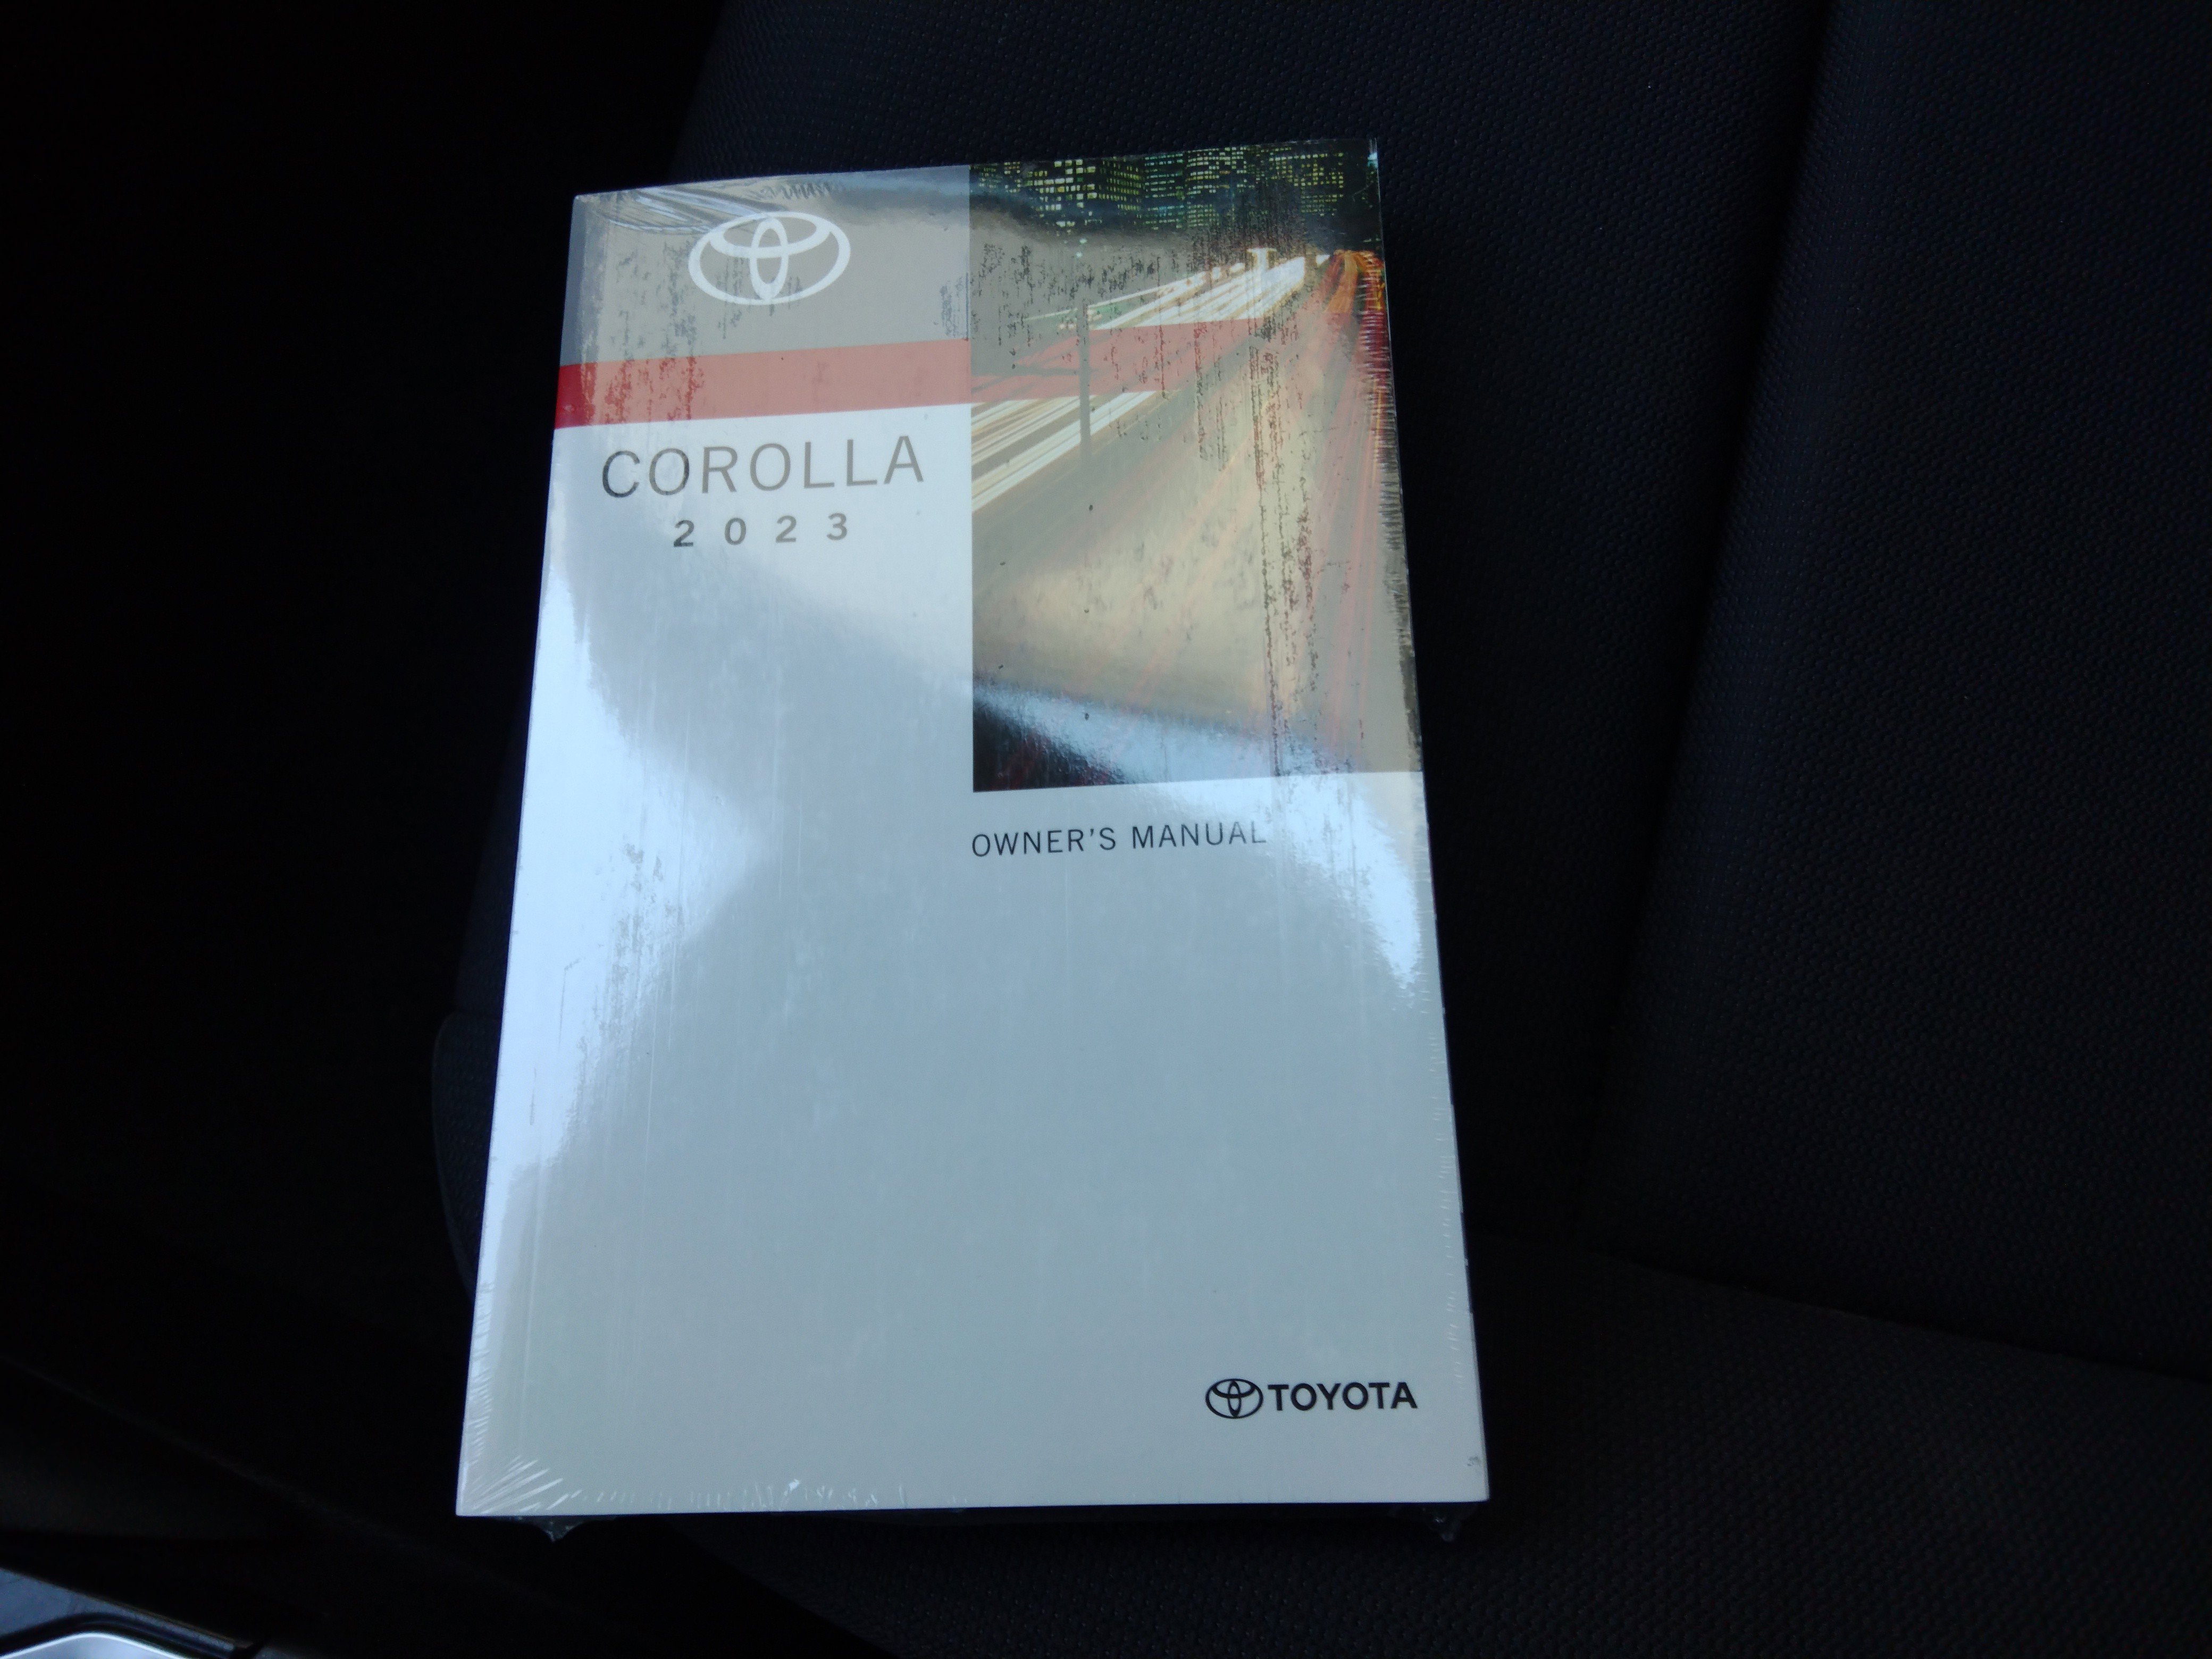 COROLLA
2023
OWNER'S MANUAL
TOYOTA